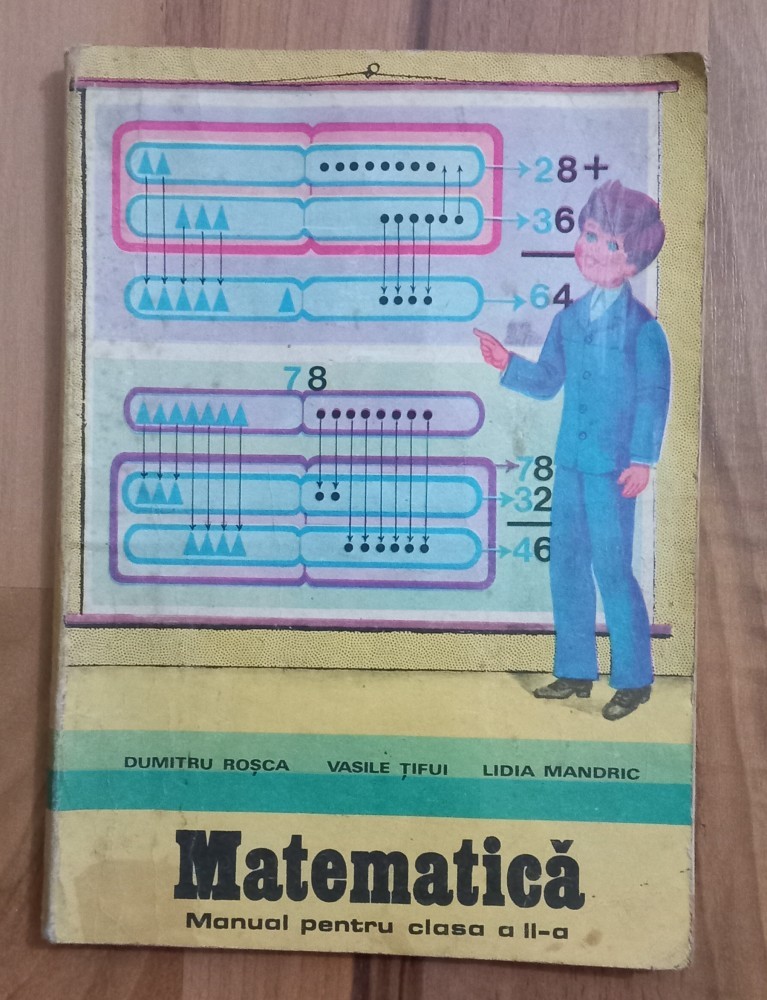 28+
36
64
78
78
32
46
DUMITRU ROȘCA VASILE ȚIFUI LIDIA MANDRIC
Matematică
Manual pentru clasa a II-a